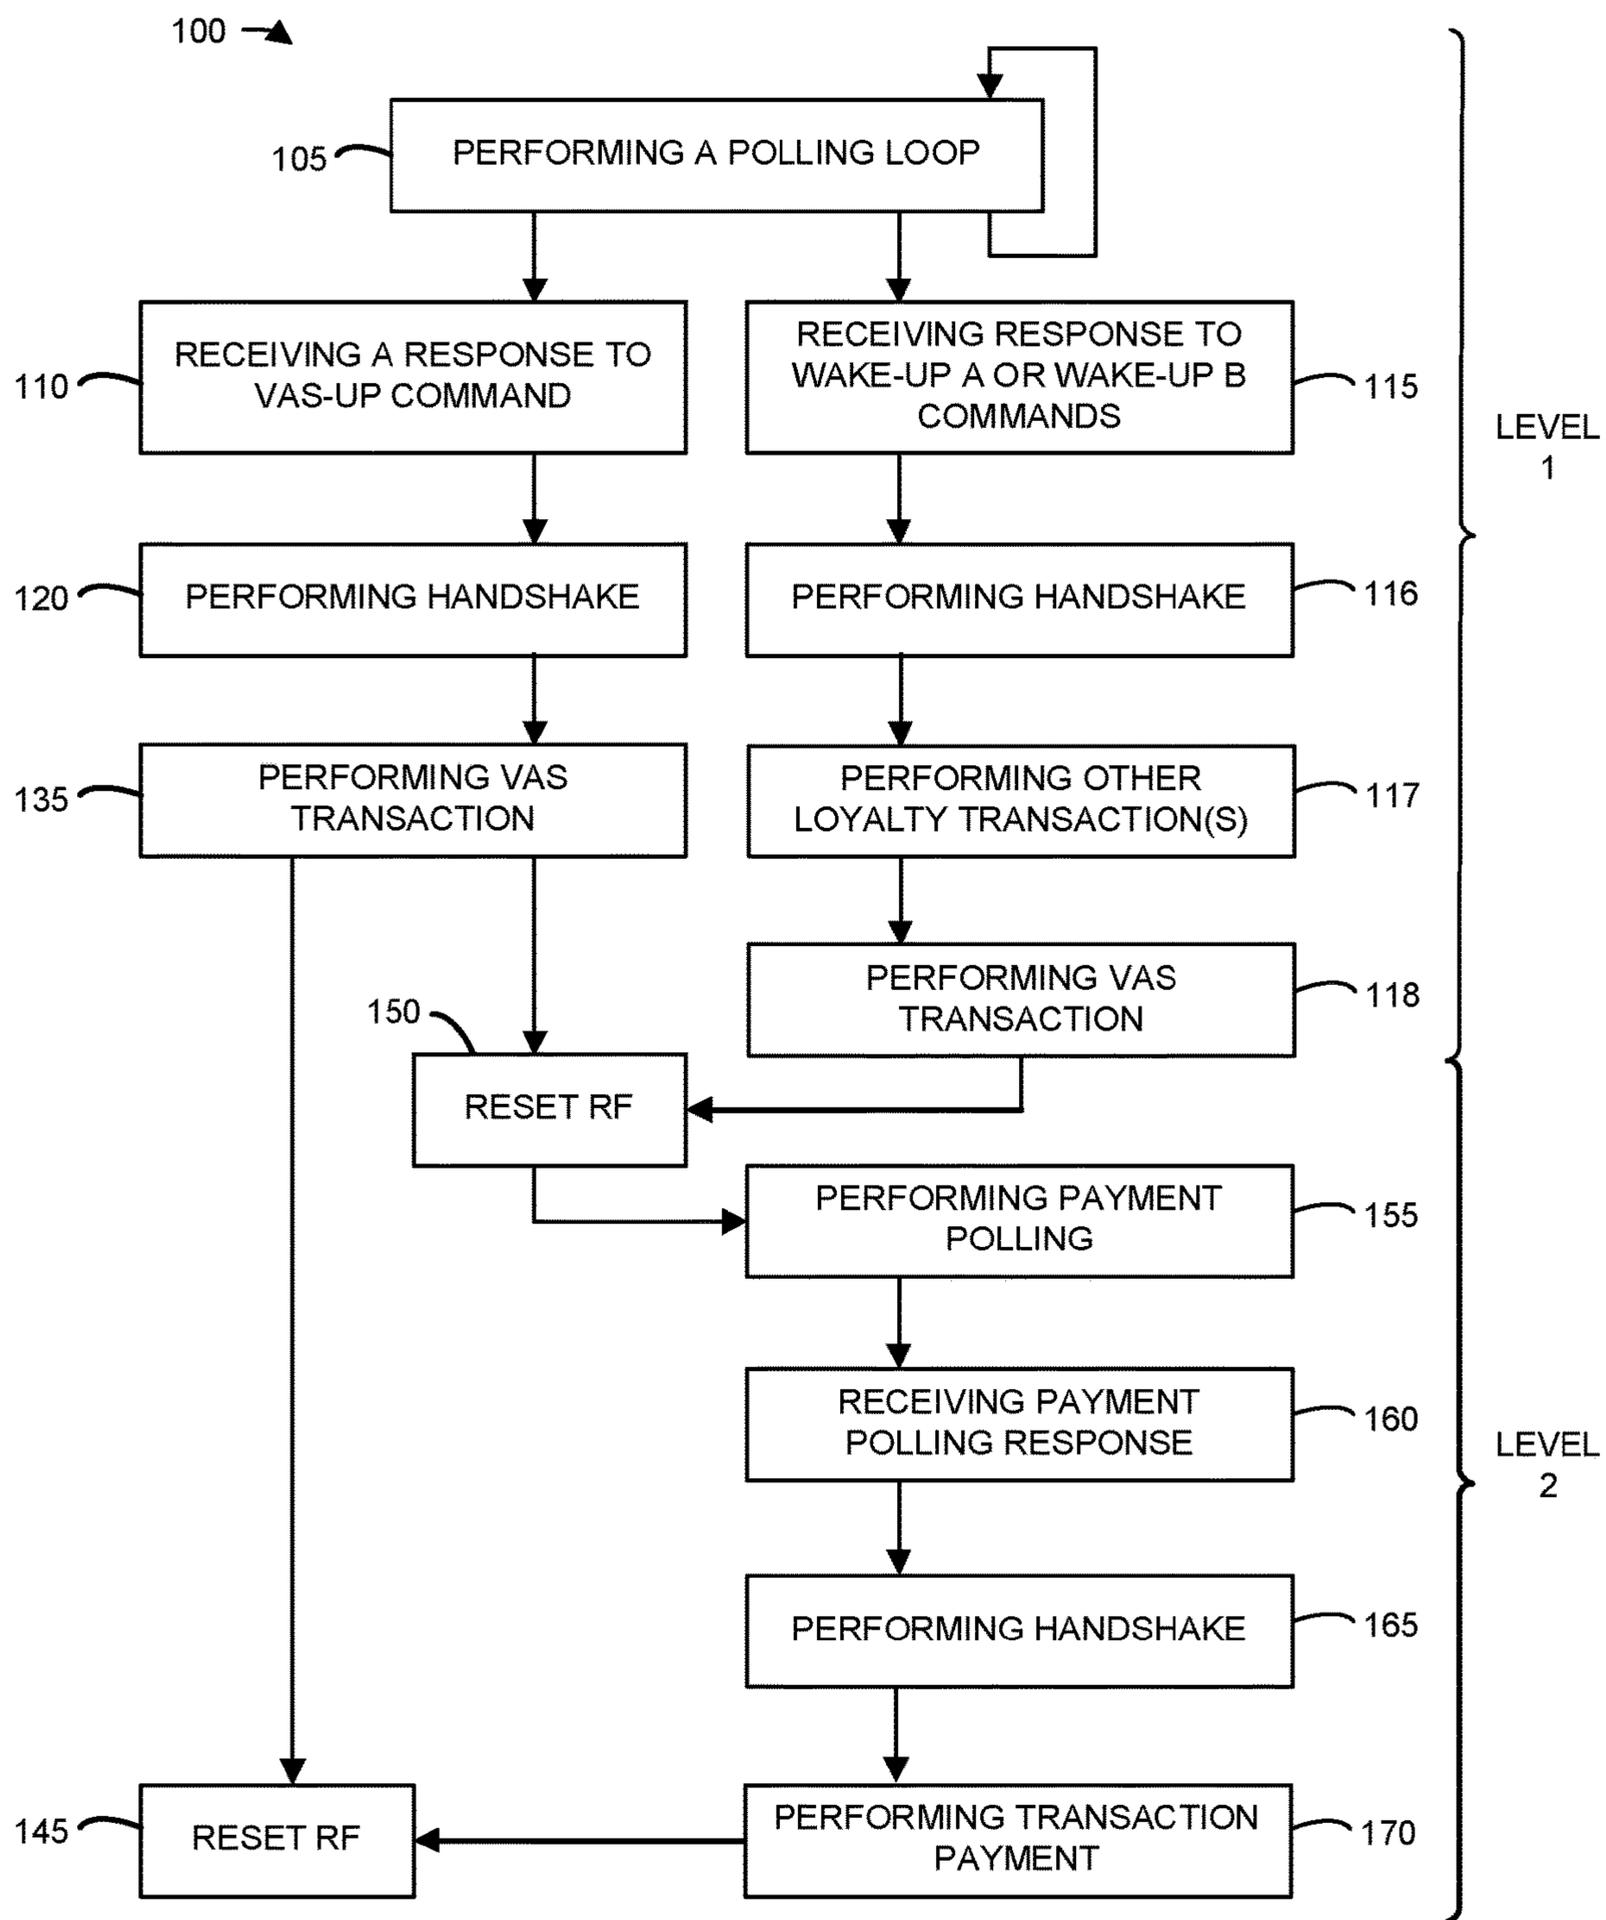 100
105
PERFORMING A POLLING LOOP
110
RECEIVING A RESPONSE TO
VAS-UP COMMAND
RECEIVING RESPONSE TO
WAKE-UP A OR WAKE-UP B
COMMANDS
115
LEVEL
1
120
PERFORMING HANDSHAKE
PERFORMING HANDSHAKE
116
135
PERFORMING VAS
TRANSACTION
PERFORMING OTHER
LOYALTY TRANSACTION(S)
117
PERFORMING VAS
TRANSACTION
118
150
RESET RF
PERFORMING PAYMENT
POLLING
155
RECEIVING PAYMENT
POLLING RESPONSE
160
LEVEL
2
PERFORMING HANDSHAKE
165
145
RESET RF
PERFORMING TRANSACTION
PAYMENT
170